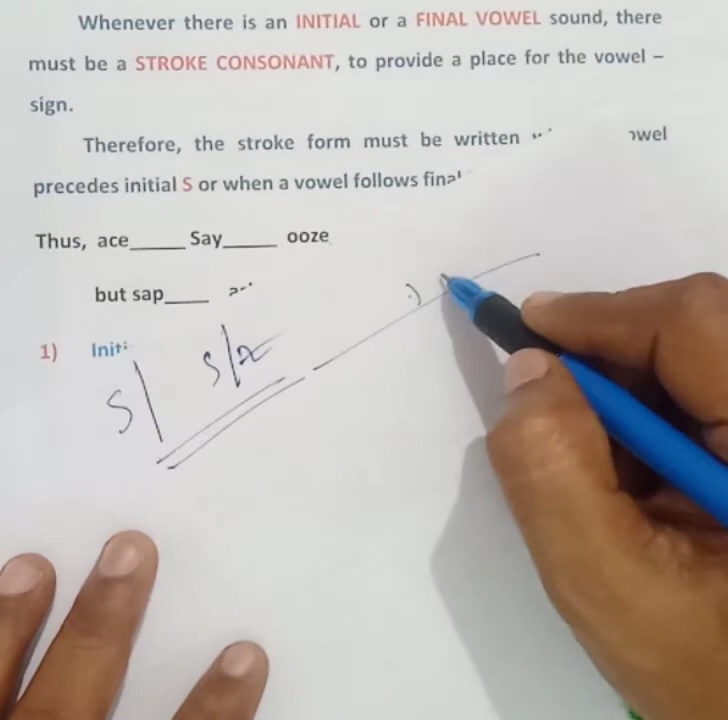 Whenever there is an INITIAL or a FINAL VOWEL sound, there
must be a STROKE CONSONANT, to provide a place for the vowel –
sign.
Therefore, the stroke form must be written
precedes initial S or when a vowel follows
Thus, ace_____ Say_____ ooze
but sap____
1)
S/